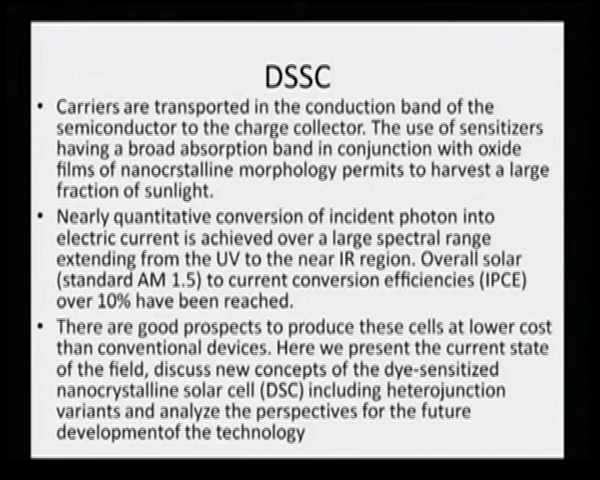 DSSC
• Carriers are transported in the conduction band of the
semiconductor to the charge collector. The use of sensitizers
having a broad absorption band in conjunction with oxide
films of nanocrstalline morphology permits to harvest a large
fraction of sunlight.
• Nearly quantitative conversion of incident photon into
electric current is achieved over a large spectral range
extending from the UV to the near IR region. Overall solar
(standard AM 1.5) to current conversion efficiencies (IPCE)
over 10% have been reached.
• There are good prospects to produce these cells at lower cost
than conventional devices. Here we present the current state
of the field, discuss new concepts of the dye-sensitized
nanocrystalline solar cell (DSC) including heterojunction
variants and analyze the perspectives for the future
developmentof the technology